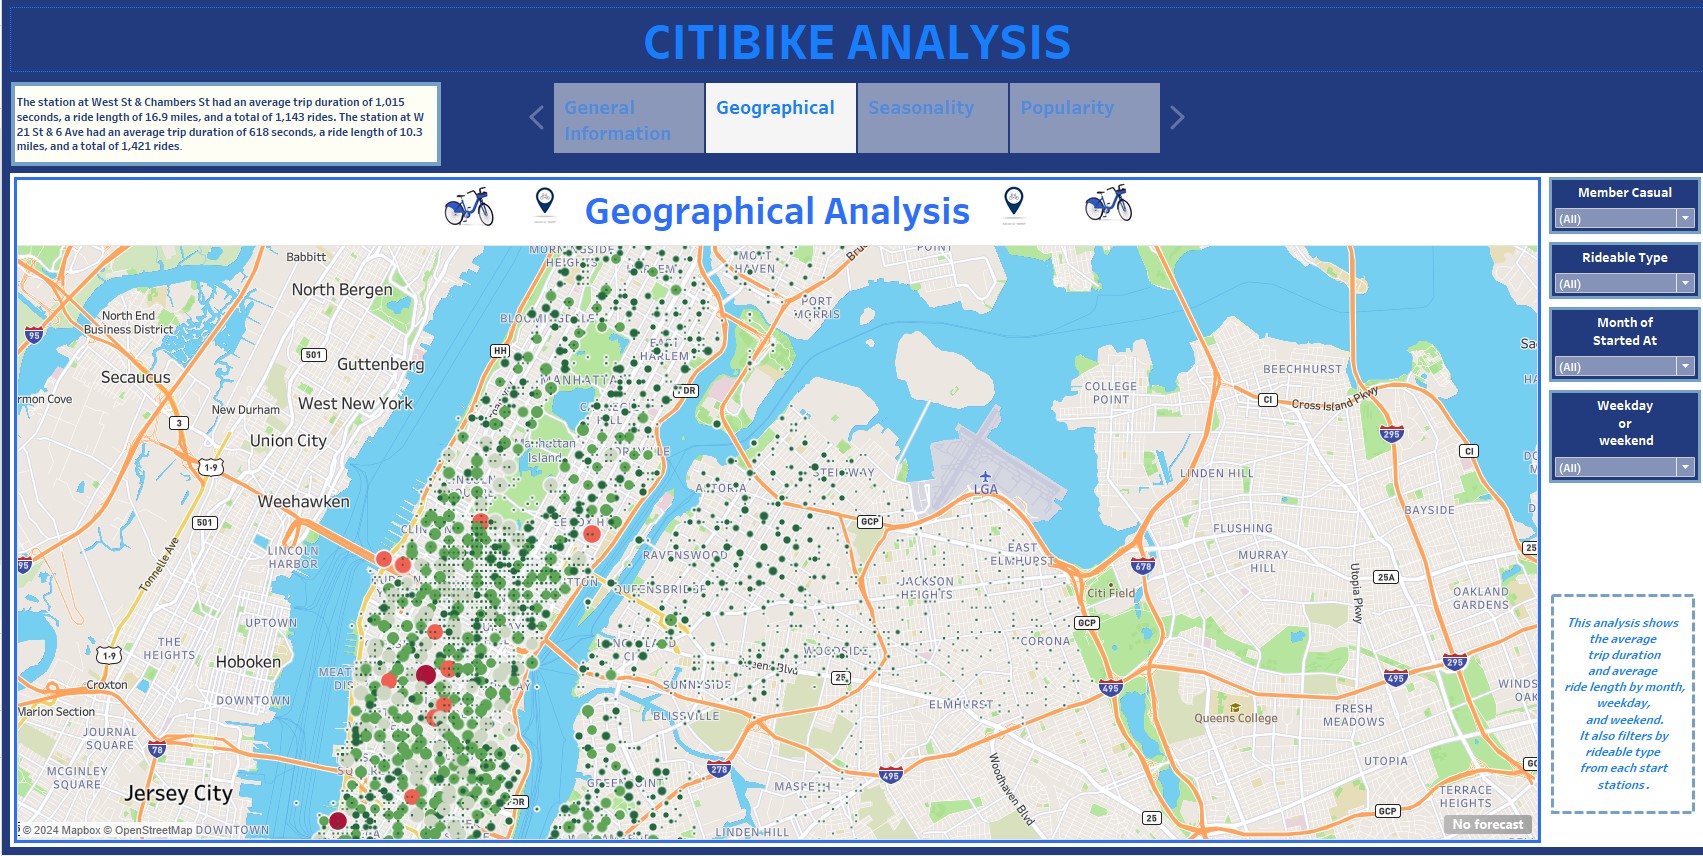 CITIBIKE ANALYSIS
The station at West St & Chambers St had an average trip duration of 1,015
seconds, a ride length of 16.9 miles, and a total of 1,143 rides. The station at W
21 St & 6 Ave had an average trip duration of 618 seconds, a ride length of 10.3
miles, and a total of 1,421 rides.
General
Information
Geographical
Seasonality
Popularity
Geographical Analysis
Member Casual
(All)
Rideable Type
(All)
Month of
Started At
(All)
Weekday
or
weekend
(All)
This analysis shows
the average
trip duration
and average
ride length by month,
weekday,
and weekend.
It also filters by
rideable type
from each start
stations.
Babbitt
North Bergen
North End
Business District
95
501
Guttenberg
Secaucus
New Durham
West New York
3
Union City
1-9
Weehawken
501
LINCOLN
HARBOR
95
Tonnelle Ave
UPTOWN
THE
HEIGHTS
1-9
Hoboken
Croxton
Marion Section
DOWNTOWN
JOURNAL
SQUARE
78
MCGINLEY
SQUARE
Jersey City
DOWNTOWN
© 2024 Mapbox © OpenStreetMap
HH
MOTT
HAVEN
PORT
MORRIS
POINT
EAST
HARLEM
Manhattan
Island
ASTORIA
RAVENSWOOD
LGA
GCP
COLLEGE
POINT
BEECHHURST
CI
Cross Island Pkwy
295
CI
LINDEN HILL
BAYSIDE
FLUSHING
MURRAY
HILL
678
25A
25
Utopia Pkwy
OAKLAND
GARDENS
EAST
ELMHURST
JACKSON
HEIGHTS
Citi Field
GCP
CORONA
WOODSIDE
SUNNYSIDE
25
BLISSVILLE
ELMHURST
495
Queens College
495
295
FRESH
MEADOWS
278
495
MASPETH
Woodhaven Blvd
UTOPIA
TERRACE
HEIGHTS
GCP
25
LINDEN HILL
No forecast